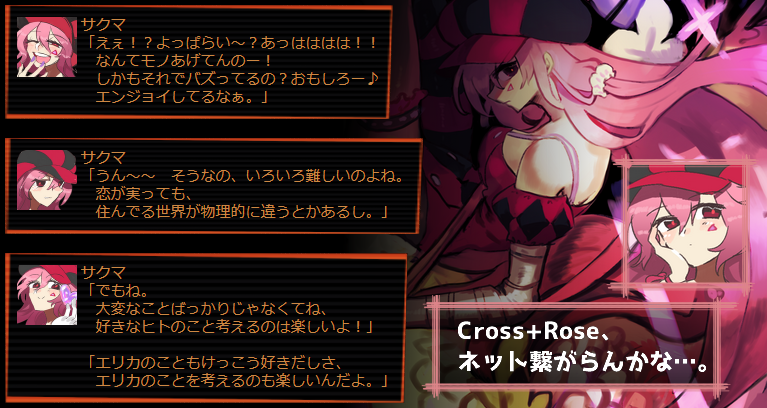 サクマ
「えぇ！？よっぱらい～？あっはははは！！
なんてモノあげてんのー！
しかもそれでバズってるの？おもしろー♪
エンジョイしてるなぁ。」
サクマ
「うん～～　そうなの、いろいろ難しいのよね。
恋が実っても、
住んでる世界が物理的に違うとかあるし。」
サクマ
「でもね。
大変なことばっかりじゃなくてね、
好きなヒトのこと考えるのは楽しいよ！」
「エリカのこともけっこう好きだしさ、
エリカのことを考えるのも楽しいんだよ。」
Cross+Rose、
ネット繋がらんかな…。